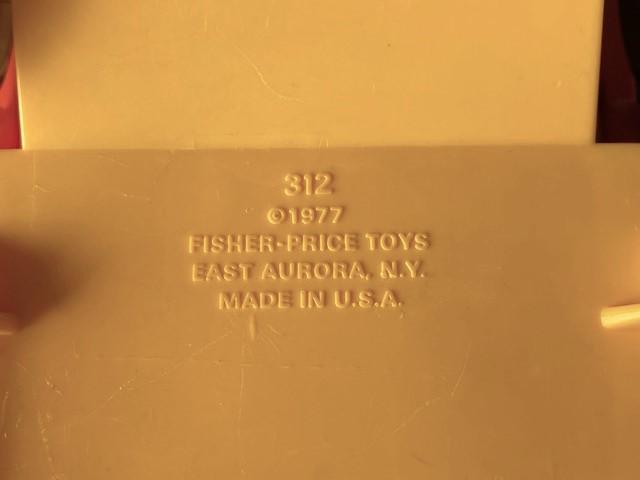 312
©1977
FISHER-PRICE TOYS
EAST AURORA, N.Y.
MADE IN U.S.A.